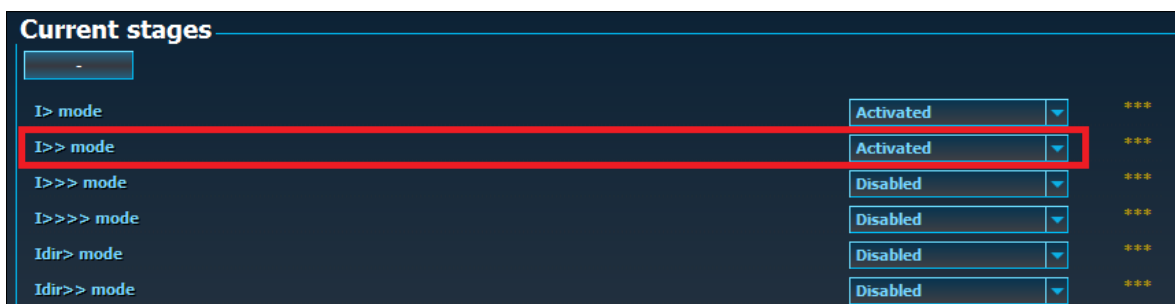 Current stages
-
I> mode Activated ***
I>> mode Activated ***
I>>> mode Disabled ***
I>>>> mode Disabled ***
Idir> mode Disabled ***
Idir>> mode Disabled ***